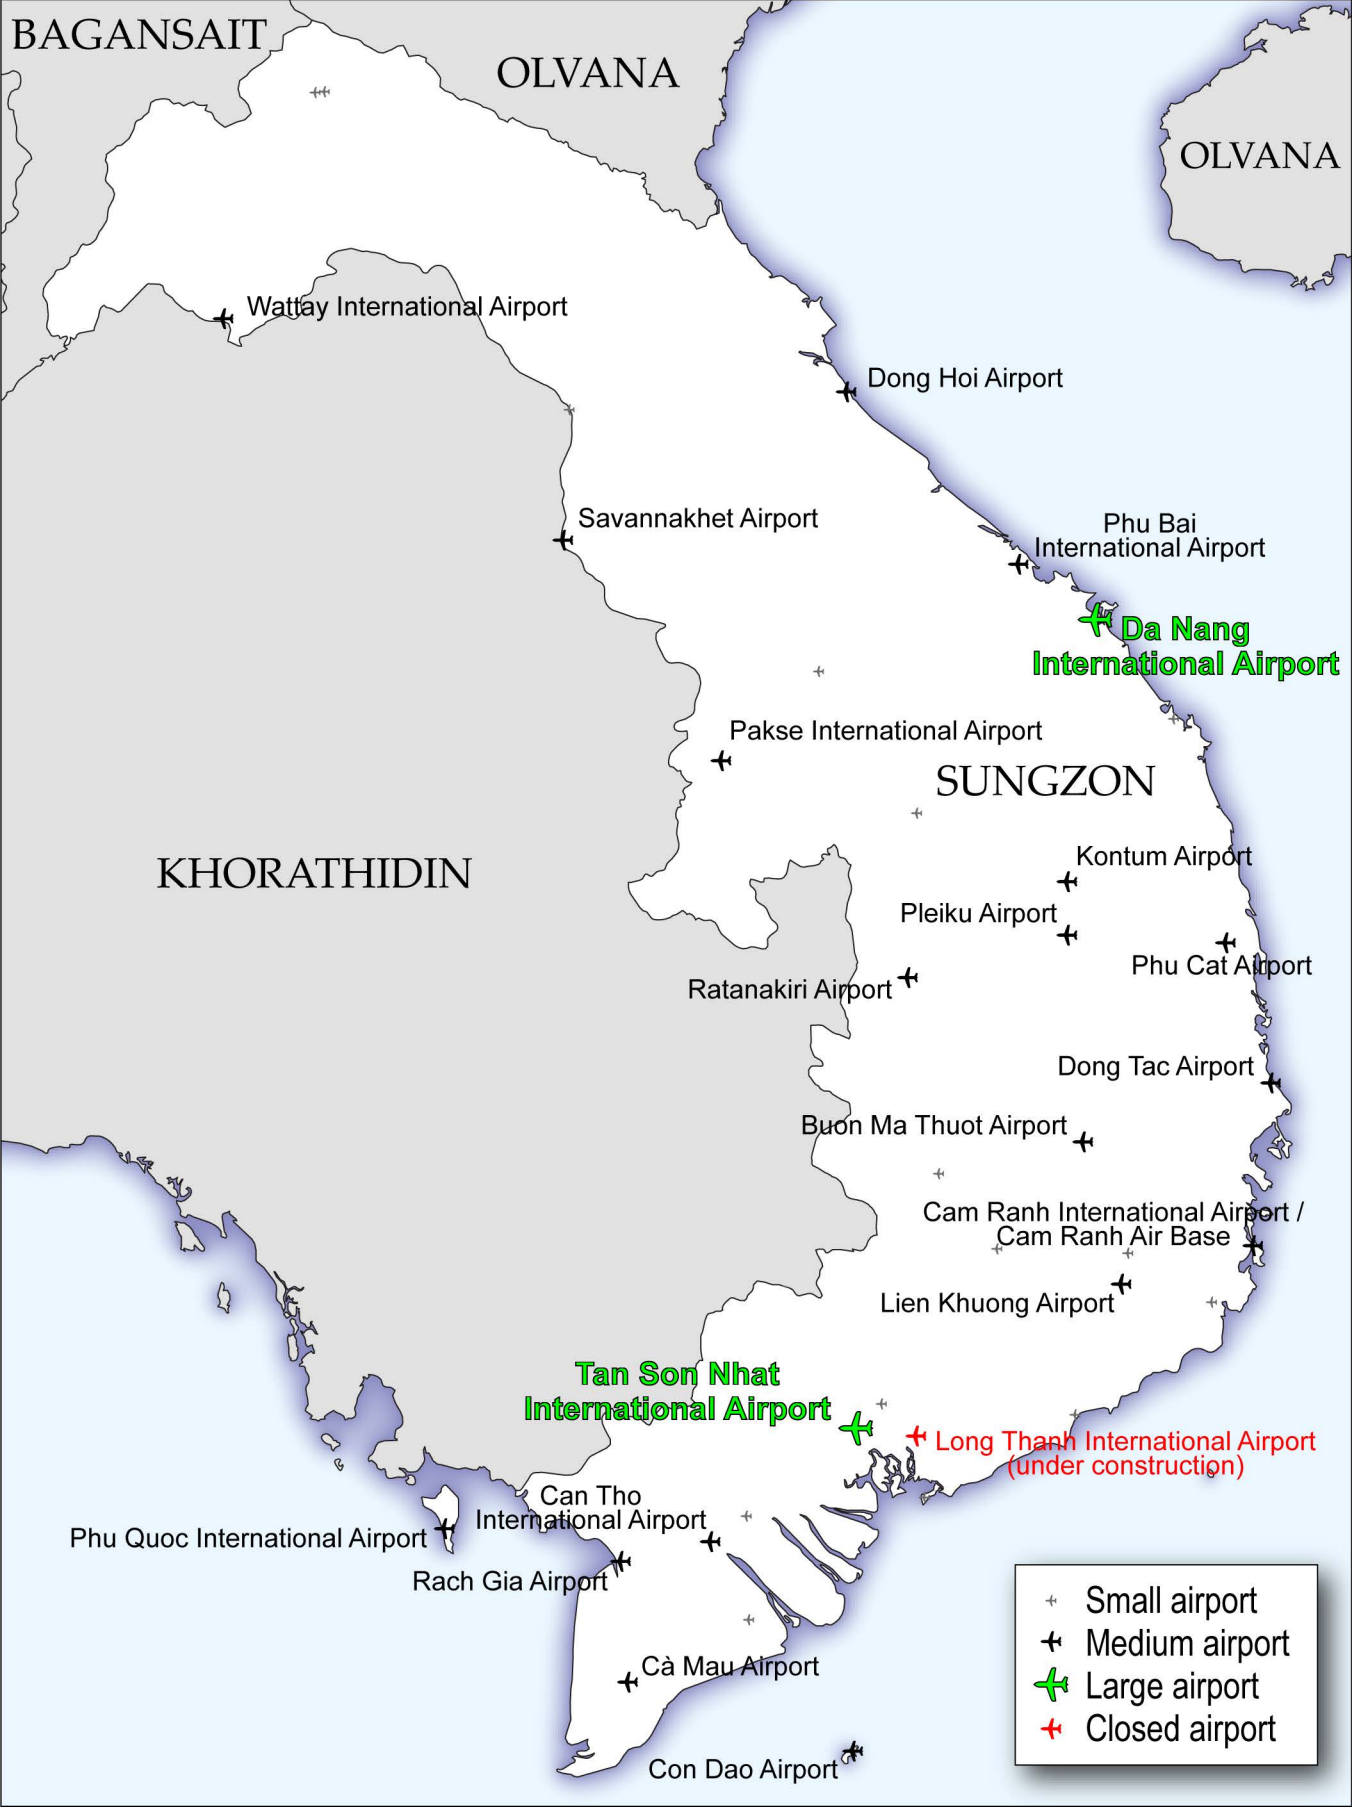 BAGANSAIT
OLVANA
OLVANA
Wattay International Airport
Dong Hoi Airport
Savannakhet Airport
Phu Bai
International Airport
Da Nang
International Airport
Pakse International Airport
SUNGZON
Kontum Airport
KHORATHIDIN
Pleiku Airport
Phu Cat Airport
Ratanakiri Airport
Dong Tac Airport
Buon Ma Thuot Airport
Cam Ranh International Airport /
Cam Ranh Air Base
Lien Khuong Airport
Tan Son Nhat
International Airport
Long Thanh International Airport
(under construction)
Can Tho
International Airport
Phu Quoc International Airport
Rach Gia Airport
Cà Mau Airport
Con Dao Airport
Small airport
Medium airport
Large airport
Closed airport